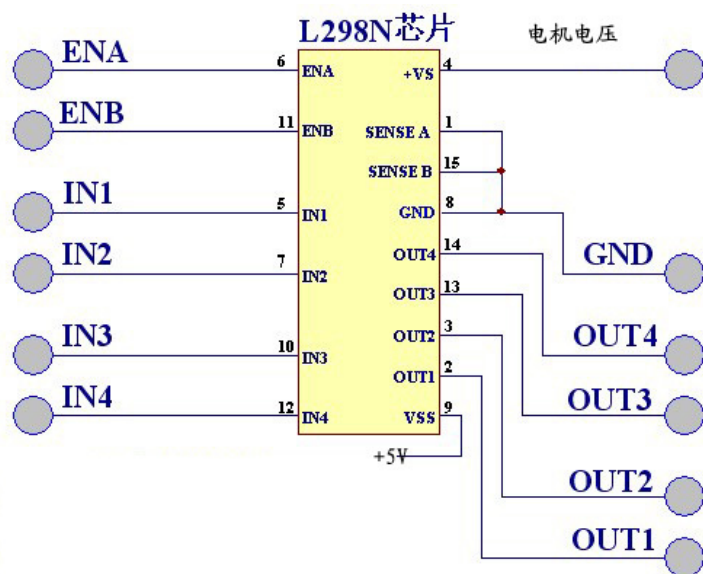 L298N芯片
电机电压
ENA
6
ENA
+VS
4
ENB
11
ENB
SENSE A
1
SENSE B
15
IN1
5
IN1
GND
8
IN2
7
IN2
OUT4
14
GND
OUT3
13
IN3
10
IN3
OUT2
3
OUT4
OUT1
2
IN4
12
IN4
VSS
9
OUT3
+5V
OUT2
OUT1